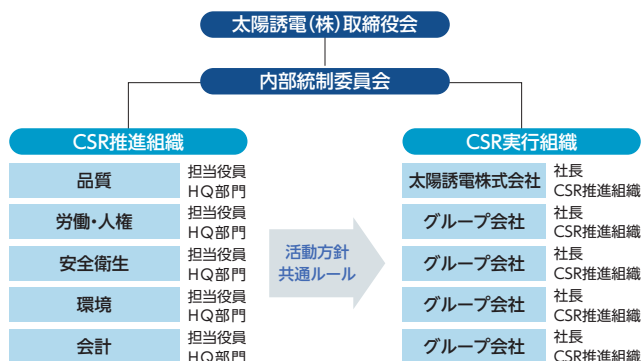 太陽誘電(株)取締役会
内部統制委員会
CSR推進組織
品質
担当役員
HQ部門
労働・人権
担当役員
HQ部門
安全衛生
担当役員
HQ部門
環境
担当役員
HQ部門
会計
担当役員
HQ部門
活動方針
共通ルール
CSR実行組織
太陽誘電株式会社
社長
CSR推進組織
グループ会社
社長
CSR推進組織
グループ会社
社長
CSR推進組織
グループ会社
社長
CSR推進組織
グループ会社
社長
CSR推進組織